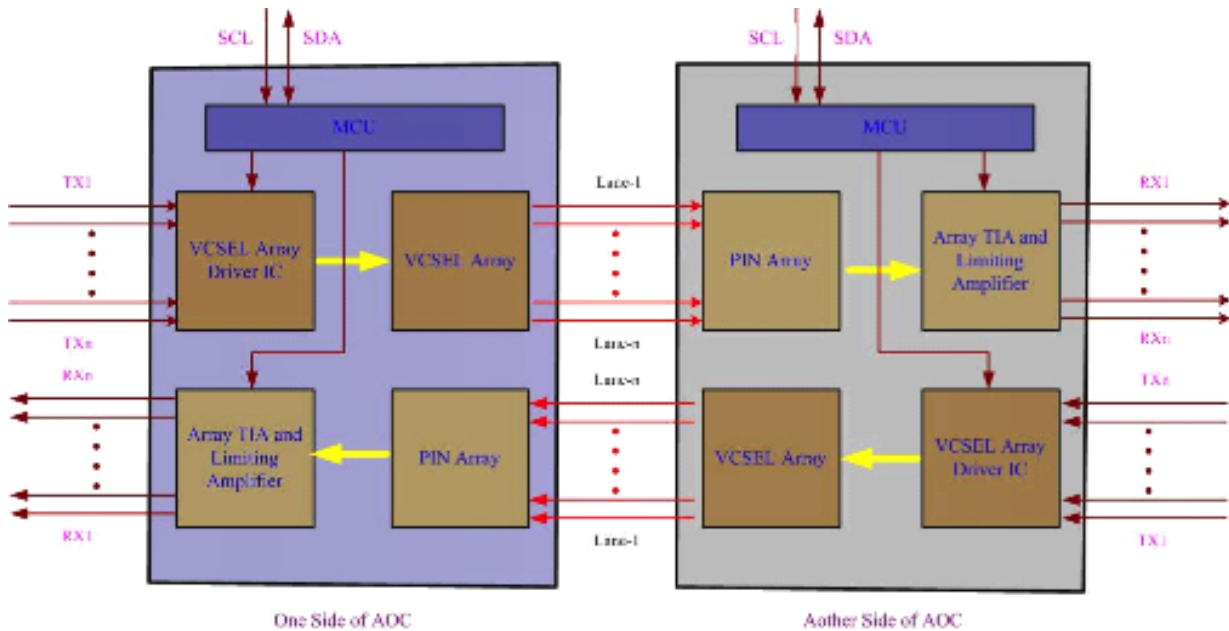 SCL SDA SCL SDA
MCU MCU
TX1 Lane-1 RX1
VCSEL Array
Driver IC
VCSEL Array
PIN Array
Array TIA and
Limiting
Amplifier
TXn Lane-n RXn
RXn Lane-n TXn
Array TIA and
Limiting
Amplifier
PIN Array
VCSEL Array
VCSEL Array
Driver IC
RX1 Lane-1 TX1
One Side of AOC Aother Side of AOC